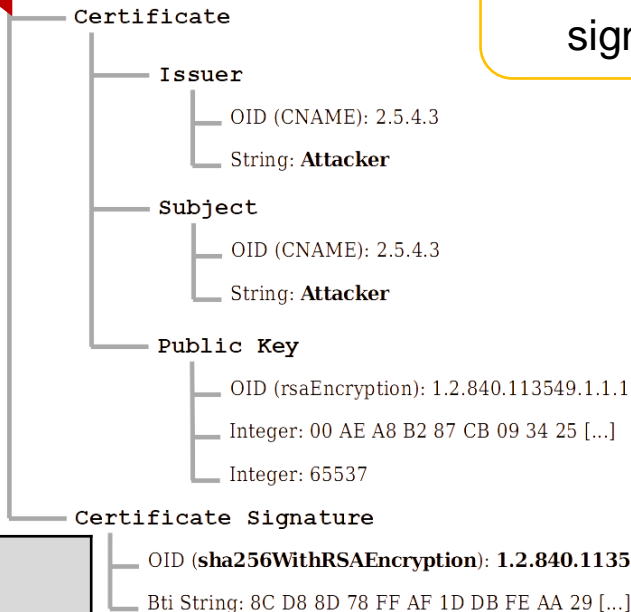 Certificate
sign
Issuer
OID (CNAME): 2.5.4.3
String: Attacker
Subject
OID (CNAME): 2.5.4.3
String: Attacker
Public Key
OID (rsaEncryption): 1.2.840.113549.1.1.1
Integer: 00 AE A8 B2 87 CB 09 34 25 [...]
Integer: 65537
Certificate Signature
OID (sha256WithRSAEncryption): 1.2.840.1135
Bti String: 8C D8 8D 78 FF AF 1D DB FE AA 29 [...]